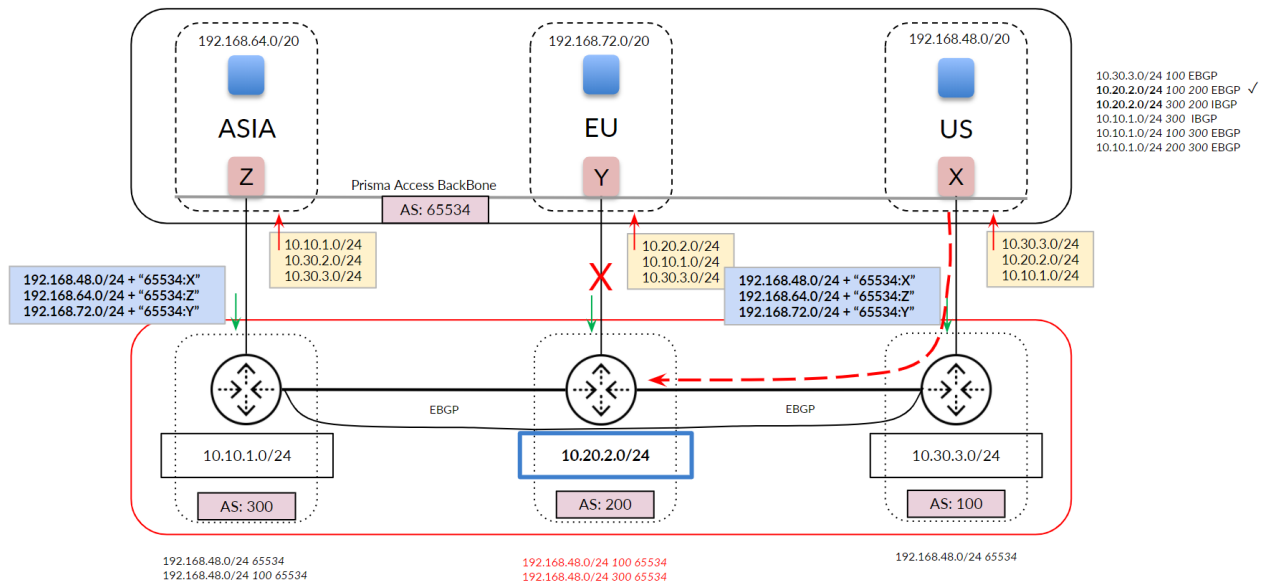 192.168.64.0/20
192.168.72.0/20
192.168.48.0/20
ASIA
EU
US
10.30.3.0/24 100 EBGP
10.20.2.0/24 100 200 EBGP ✓
10.20.2.0/24 300 200 IBGP
10.10.1.0/24 300 IBGP
10.10.1.0/24 100 300 EBGP
10.10.1.0/24 200 300 EBGP
Z
Y
X
Prisma Access BackBone
AS: 65534
10.10.1.0/24
10.30.2.0/24
10.30.3.0/24
10.20.2.0/24
10.10.1.0/24
10.30.3.0/24
10.30.3.0/24
10.20.2.0/24
10.10.1.0/24
192.168.48.0/24 + “65534:X”
192.168.64.0/24 + “65534:Z”
192.168.72.0/24 + “65534:Y”
192.168.48.0/24 + “65534:X”
192.168.64.0/24 + “65534:Z”
192.168.72.0/24 + “65534:Y”
EBGP
EBGP
10.10.1.0/24
10.20.2.0/24
10.30.3.0/24
AS: 300
AS: 200
AS: 100
192.168.48.0/24 65534
192.168.48.0/24 100 65534
192.168.48.0/24 100 65534
192.168.48.0/24 300 65534
192.168.48.0/24 65534